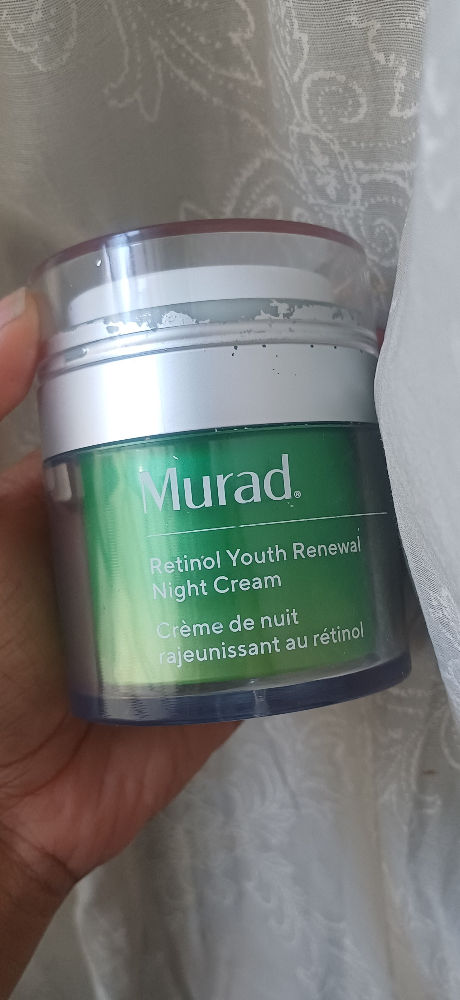 Murad®
Retinol Youth Renewal
Night Cream
Crème de nuit
rajeunissant au rétinol